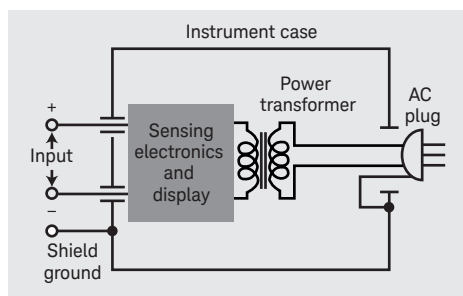 Instrument case
Power
transformer
AC
plug
+
Input
–
Sensing
electronics
and
display
Shield
ground